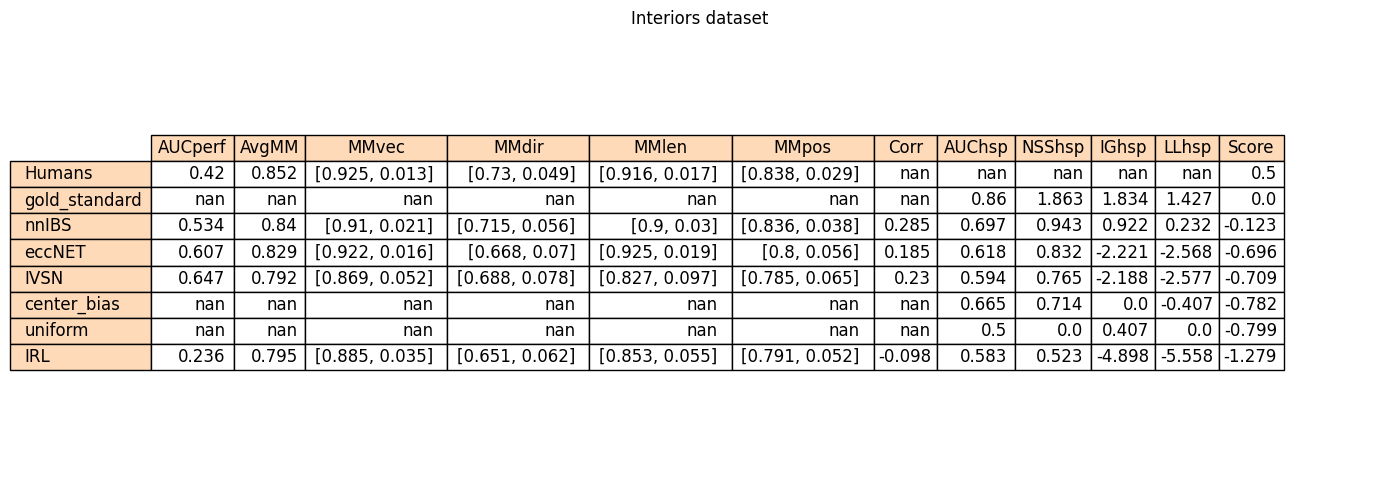 Interiors dataset
AUCperf AvgMM MMvec MMdir MMlen MMpos Corr AUChsp NSShsp IGhsp LLhsp Score
Humans 0.42 0.852 [0.925, 0.013] [0.73, 0.049] [0.916, 0.017] [0.838, 0.029] nan nan nan nan nan 0.5
gold_standard nan nan nan nan nan nan nan 0.86 1.863 1.834 1.427 0.0
nnIBS 0.534 0.84 [0.91, 0.021] [0.715, 0.056] [0.9, 0.03] [0.836, 0.038] 0.285 0.697 0.943 0.922 0.232 -0.123
eccNET 0.607 0.829 [0.922, 0.016] [0.668, 0.07] [0.925, 0.019] [0.8, 0.056] 0.185 0.618 0.832 -2.221 -2.568 -0.696
IVSN 0.647 0.792 [0.869, 0.052] [0.688, 0.078] [0.827, 0.097] [0.785, 0.065] 0.23 0.594 0.765 -2.188 -2.577 -0.709
center_bias nan nan nan nan nan nan nan 0.665 0.714 0.0 -0.407 -0.782
uniform nan nan nan nan nan nan nan 0.5 0.0 0.407 0.0 -0.799
IRL 0.236 0.795 [0.885, 0.035] [0.651, 0.062] [0.853, 0.055] [0.791, 0.052] -0.098 0.583 0.523 -4.898 -5.558 -1.279